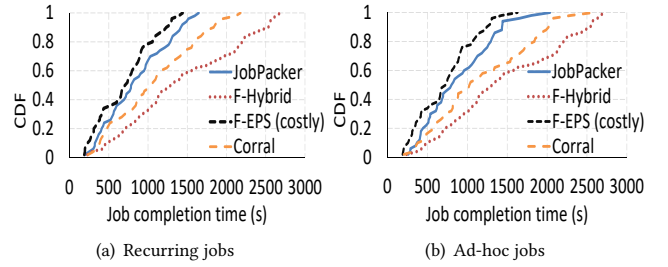 1
0.8
0.6
0.4
0.2
0
CDF
JobPacker
F-Hybrid
F-EPS (costly)
Corral
0 500 1000 1500 2000 2500 3000
Job completion time (s)
(a) Recurring jobs
1
0.8
0.6
0.4
0.2
0
CDF
JobPacker
F-Hybrid
F-EPS (costly)
Corral
0 500 1000 1500 2000 2500 3000
Job completion time (s)
(b) Ad-hoc jobs